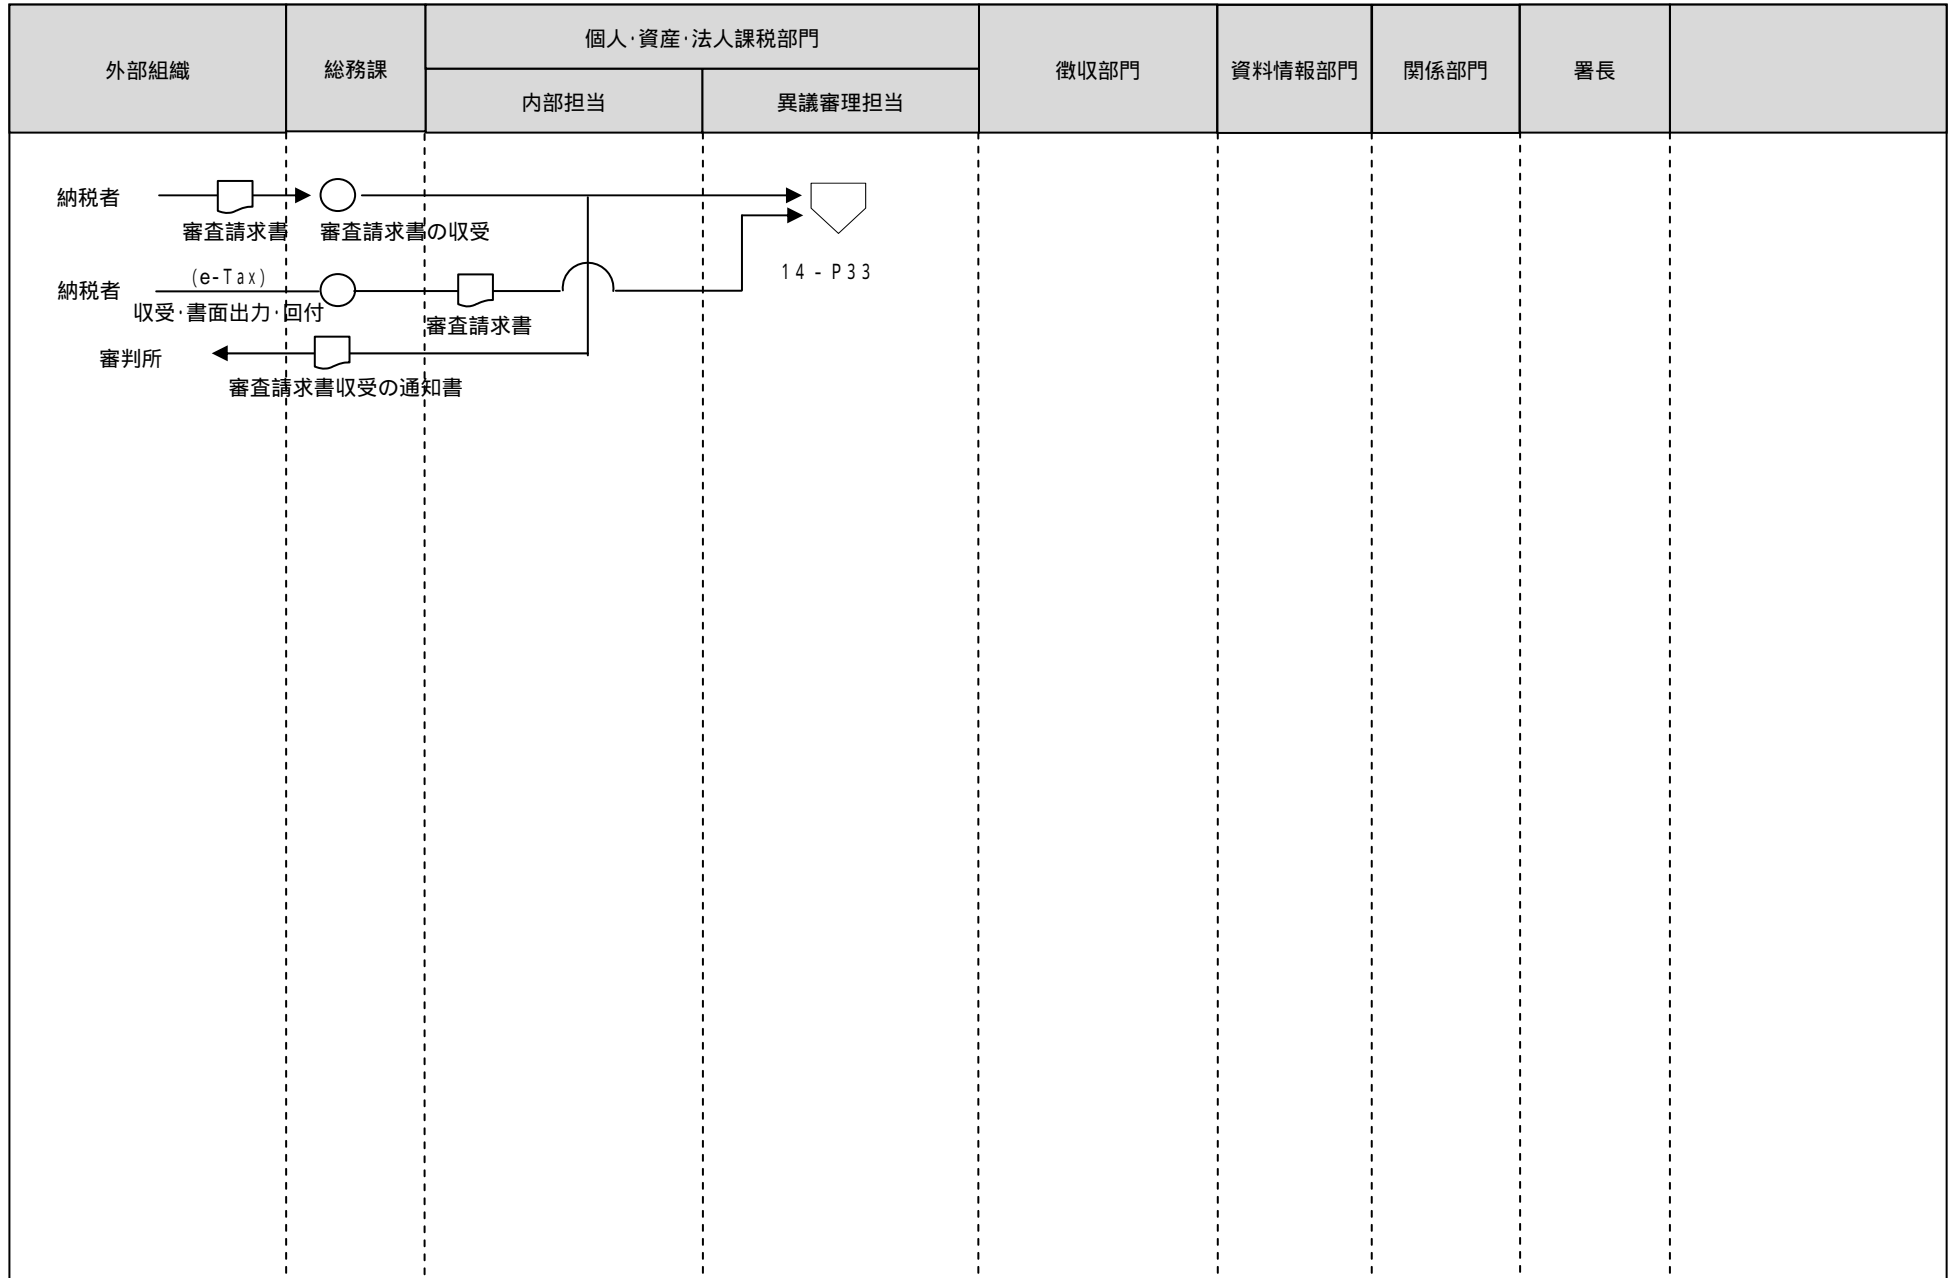 外部組織
総務課
個人・資産・法人課税部門
内部担当
異議審理担当
徴収部門
資料情報部門
関係部門
署長
納税者
審査請求書
審査請求書の収受
14－P33
納税者
(e-Tax)
収受・書面出力・回付
審査請求書
審判所
審査請求書収受の通知書